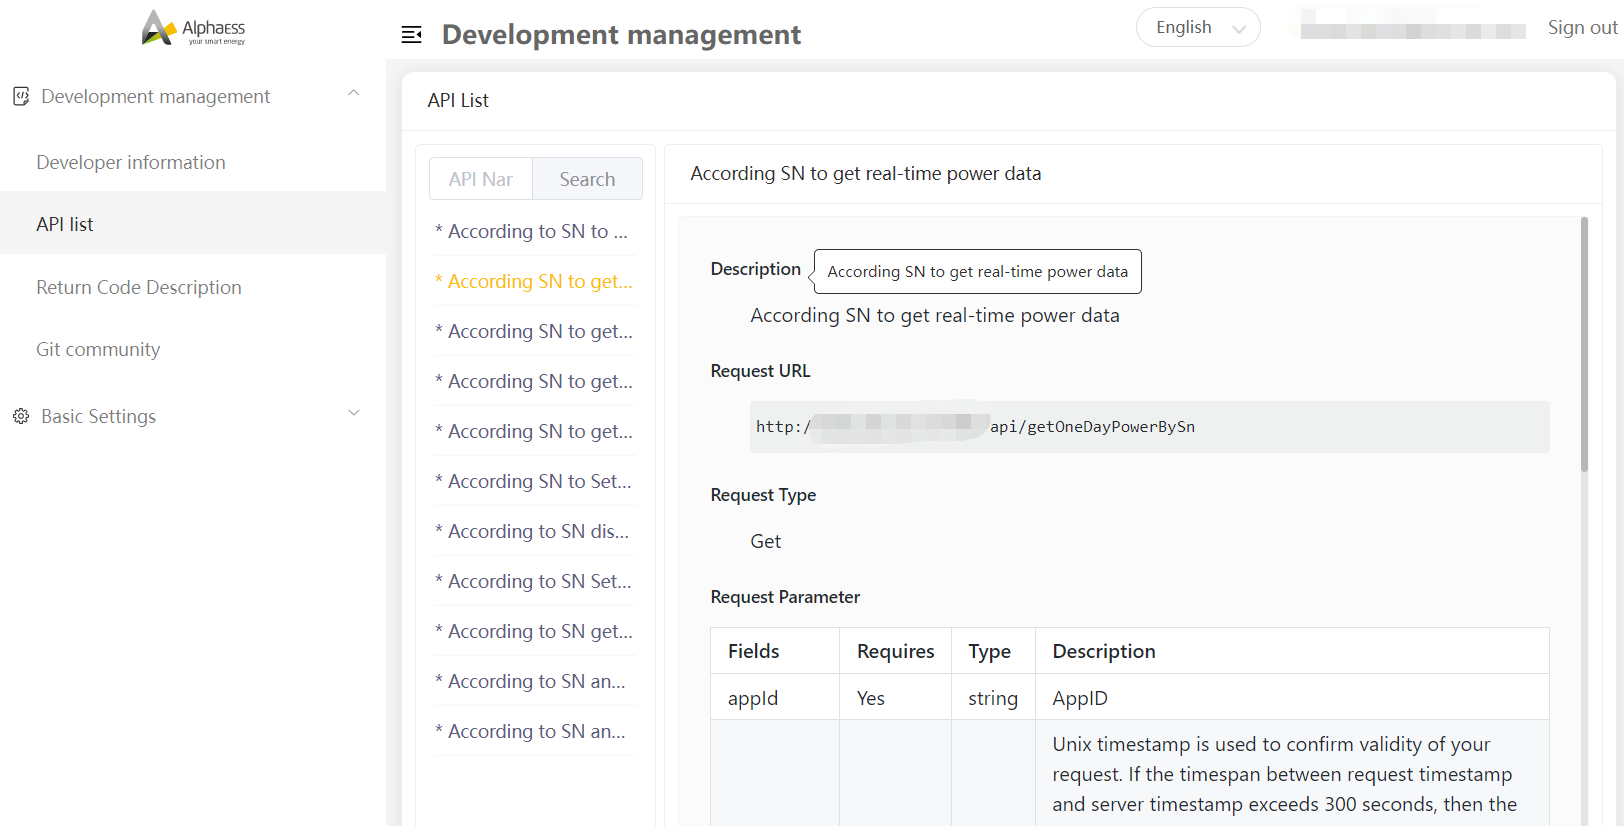 AlphaESS
your smart energy
Development management
English
Sign out
Development management
Developer information
API list
Return Code Description
Git community
Basic Settings
API List
API Nar
Search
* According to SN to ...
* According SN to get...
* According SN to get...
* According SN to get...
* According SN to get...
* According SN to Set...
* According to SN dis...
* According to SN Set...
* According to SN get...
* According to SN an...
* According to SN an...
According SN to get real-time power data
Description
According SN to get real-time power data
According SN to get real-time power data
Request URL
http:/
api/getOneDayPowerBySn
Request Type
Get
Request Parameter
Fields Requires Type Description
appId Yes string AppID
Unix timestamp is used to confirm validity of your
request. If the timespan between request timestamp
and server timestamp exceeds 300 seconds, then the